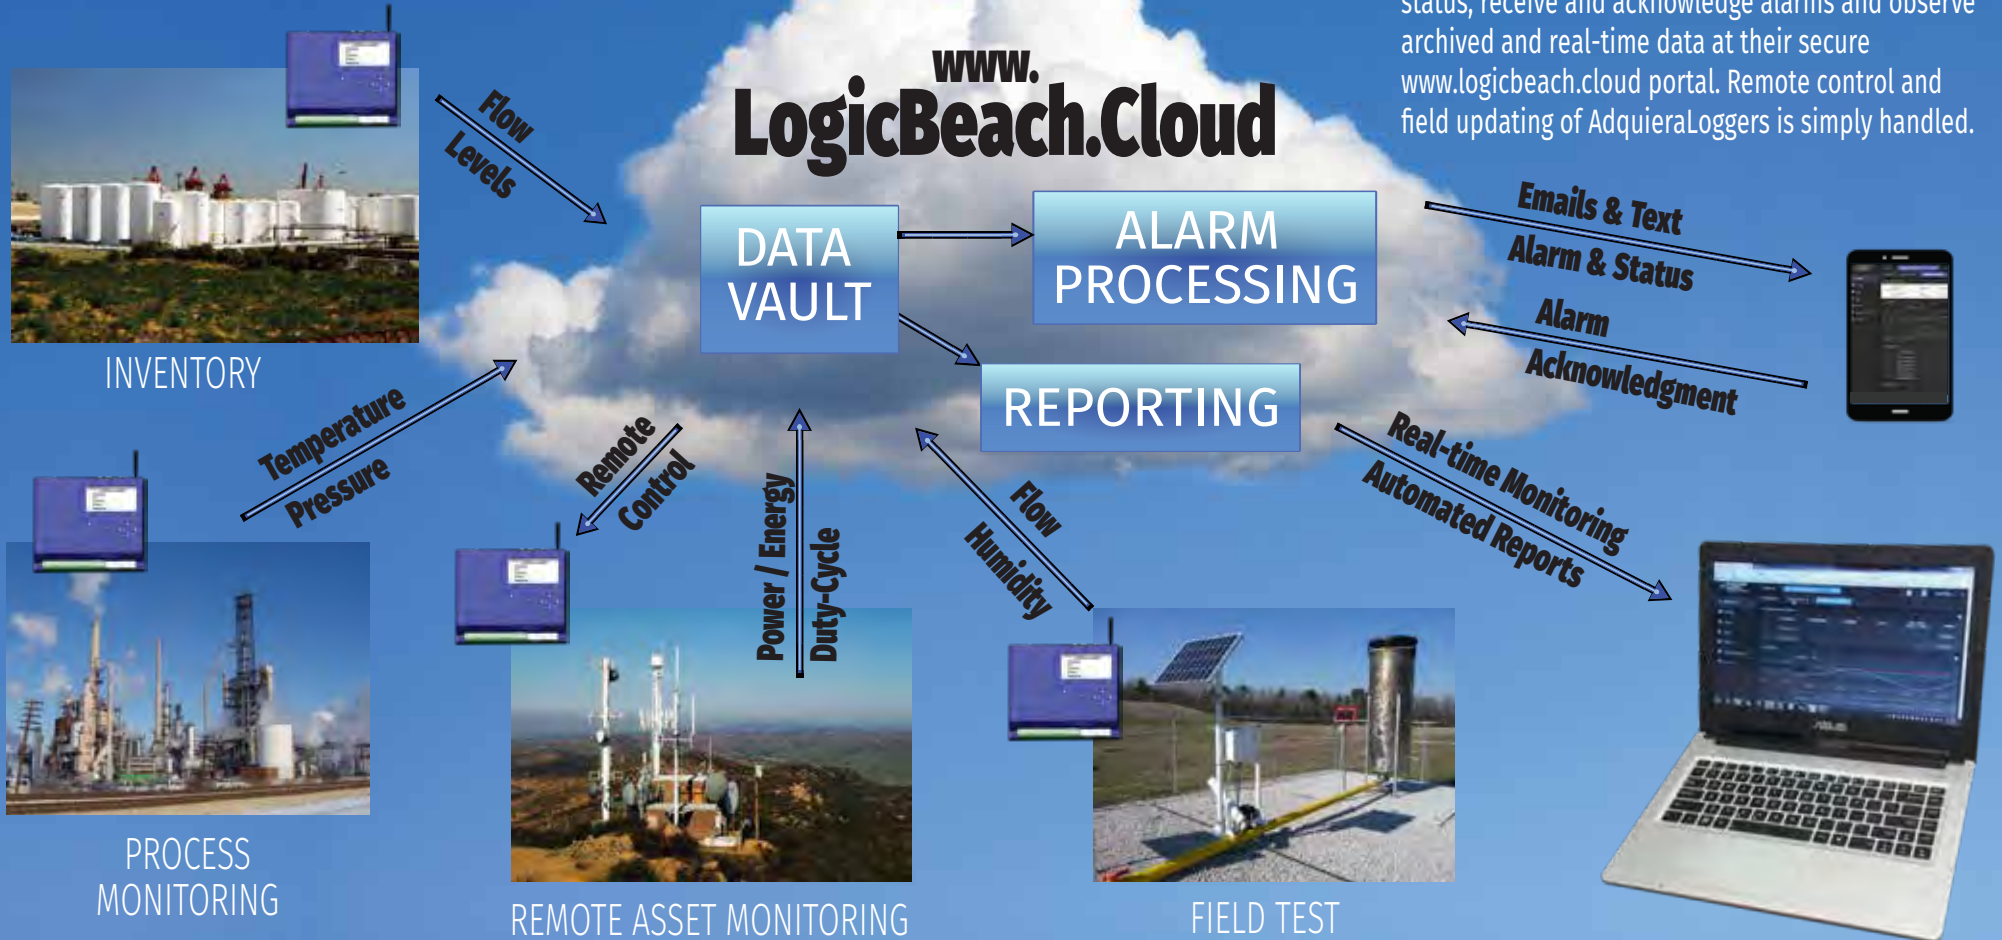 status, receive and acknowledge alarms and observe
archived and real-time data at their secure
www.logicbeach.cloud portal. Remote control and
field updating of AdquieraLoggers is simply handled.
www.
LogicBeach.Cloud
Flow
Levels
DATA
VAULT
ALARM
PROCESSING
REPORTING
Emails & Text
Alarm & Status
Alarm
Acknowledgment
INVENTORY
Temperature
Pressure
Remote
Control
Power / Energy
Duty-Cycle
Flow
Humidity
Real-time Monitoring
Automated Reports
PROCESS
MONITORING
REMOTE ASSET MONITORING
FIELD TEST
ASUS